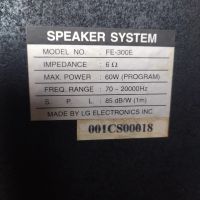 SPEAKER SYSTEM
MODEL NO. : FE-300E
IMPEDANCE : 6 Ω
MAX. POWER : 60W (PROGRAM)
FREQ. RANGE : 70 ~ 20000Hz
S. P. L. : 85 dB/W (1m)
MADE BY LG ELECTRONICS INC.
001CS00018